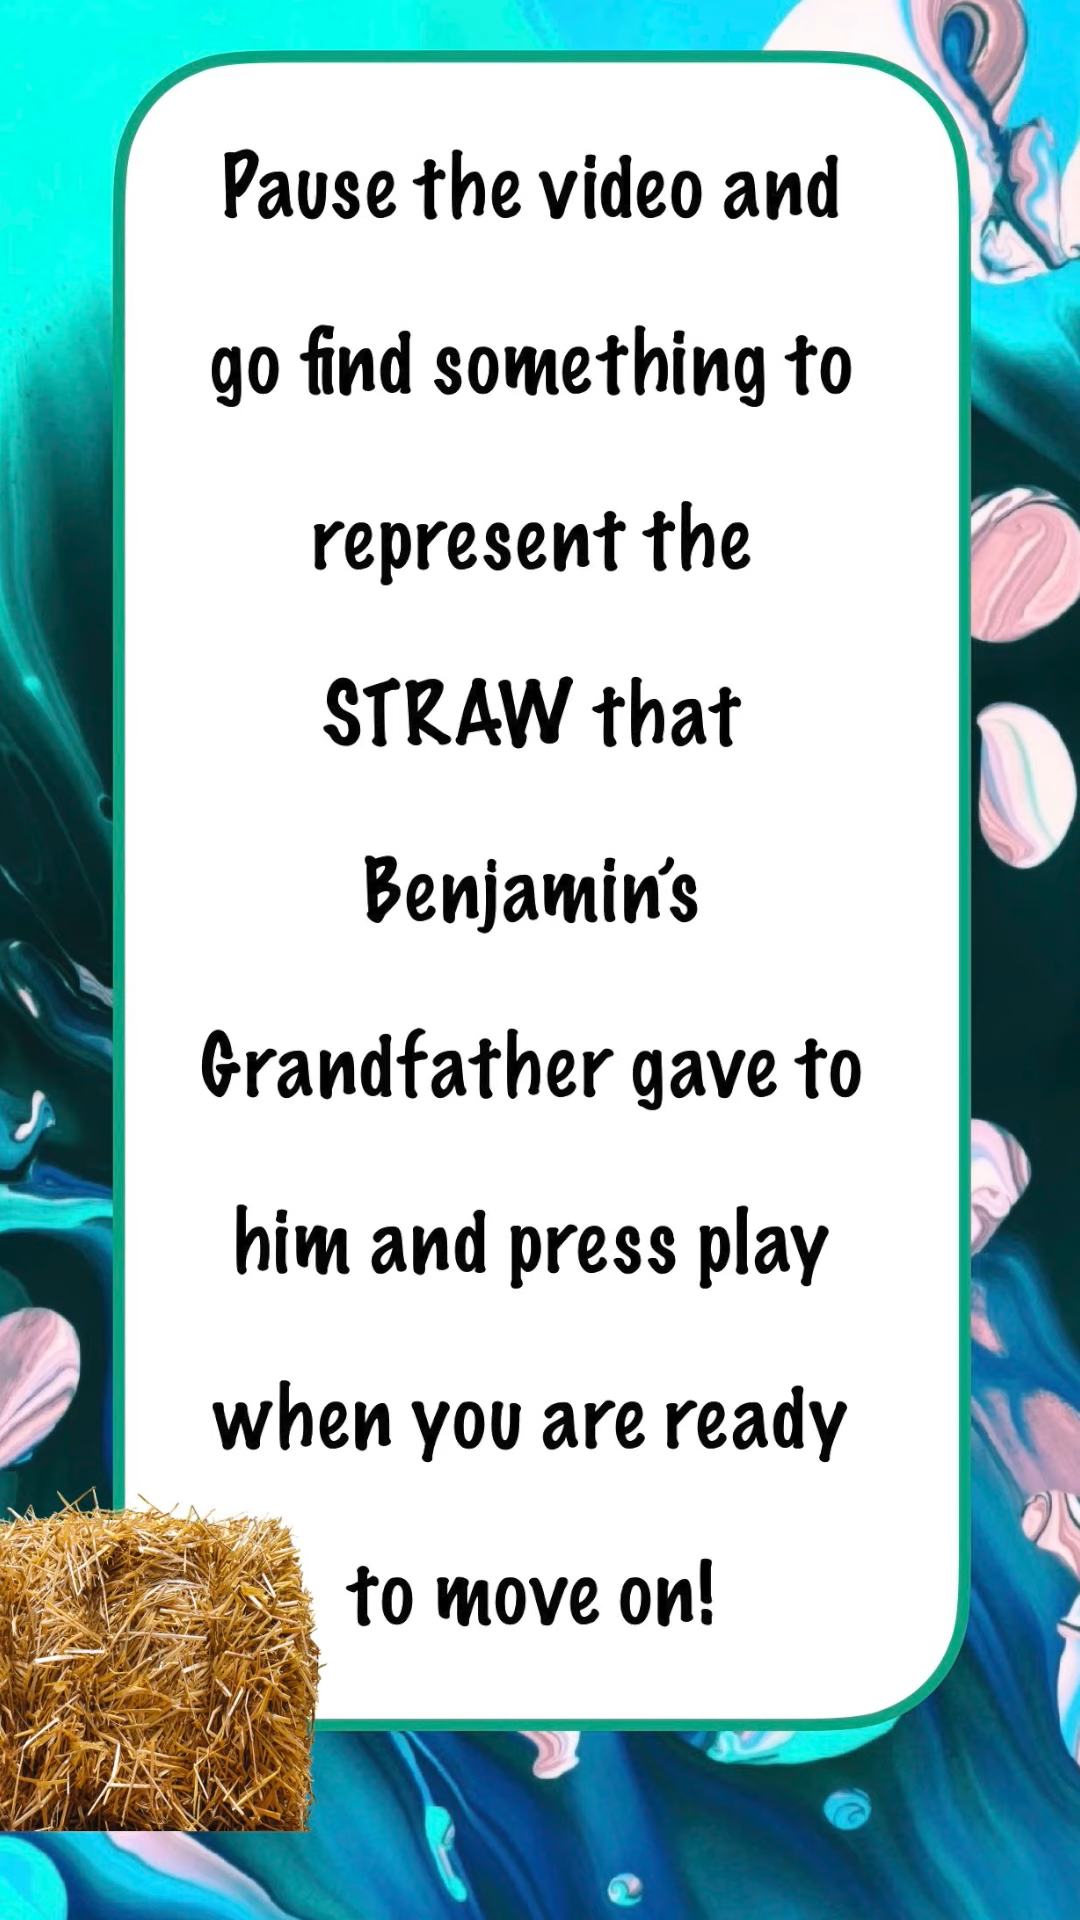 Pause the video and
go find something to
represent the
STRAW that
Benjamin's
Grandfather gave to
him and press play
when you are ready
to move on!